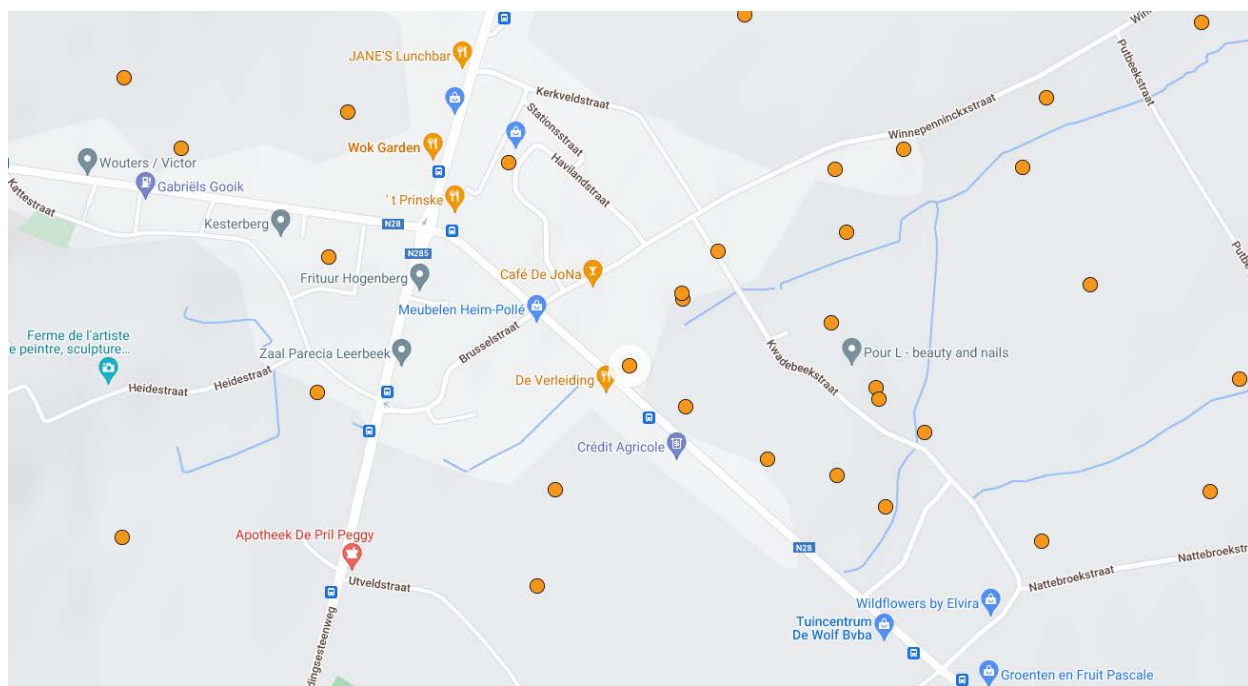 JANE'S Lunchbar
Kerkveldstraat
Stationsstraat
Havilandstraat
Winnepenninckxstraat
Putbeekstraat
Wok Garden
Wouters / Victor
Gabriëls Gooik
't Prinske
Kattestraat
Kesterberg
N28
N285
Frituur Hogenberg
Café De JoNa
Meubelen Heim-Pollé
Brusselstraat
Ferme de l'artiste
e peintre, sculpture...
Heidestraat
Heidestraat
Zaal Parecia Leerbeek
De Verleiding
Pour L - beauty and nails
Kwadebeekstraat
Crédit Agricole
Apotheek De Pril Peggy
N28
Utveldstraat
Nattebroekstraat
Nattebroekstr
Wildflowers by Elvira
Tuincentrum
De Wolf Bvba
Groenten en Fruit Pascale
dingsesteenweg